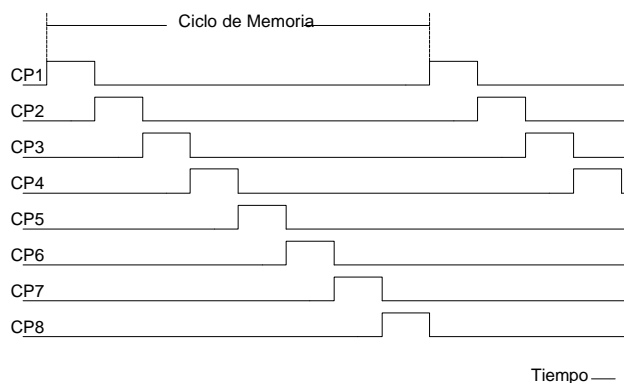 Ciclo de Memoria
CP1
CP2
CP3
CP4
CP5
CP6
CP7
CP8
Tiempo